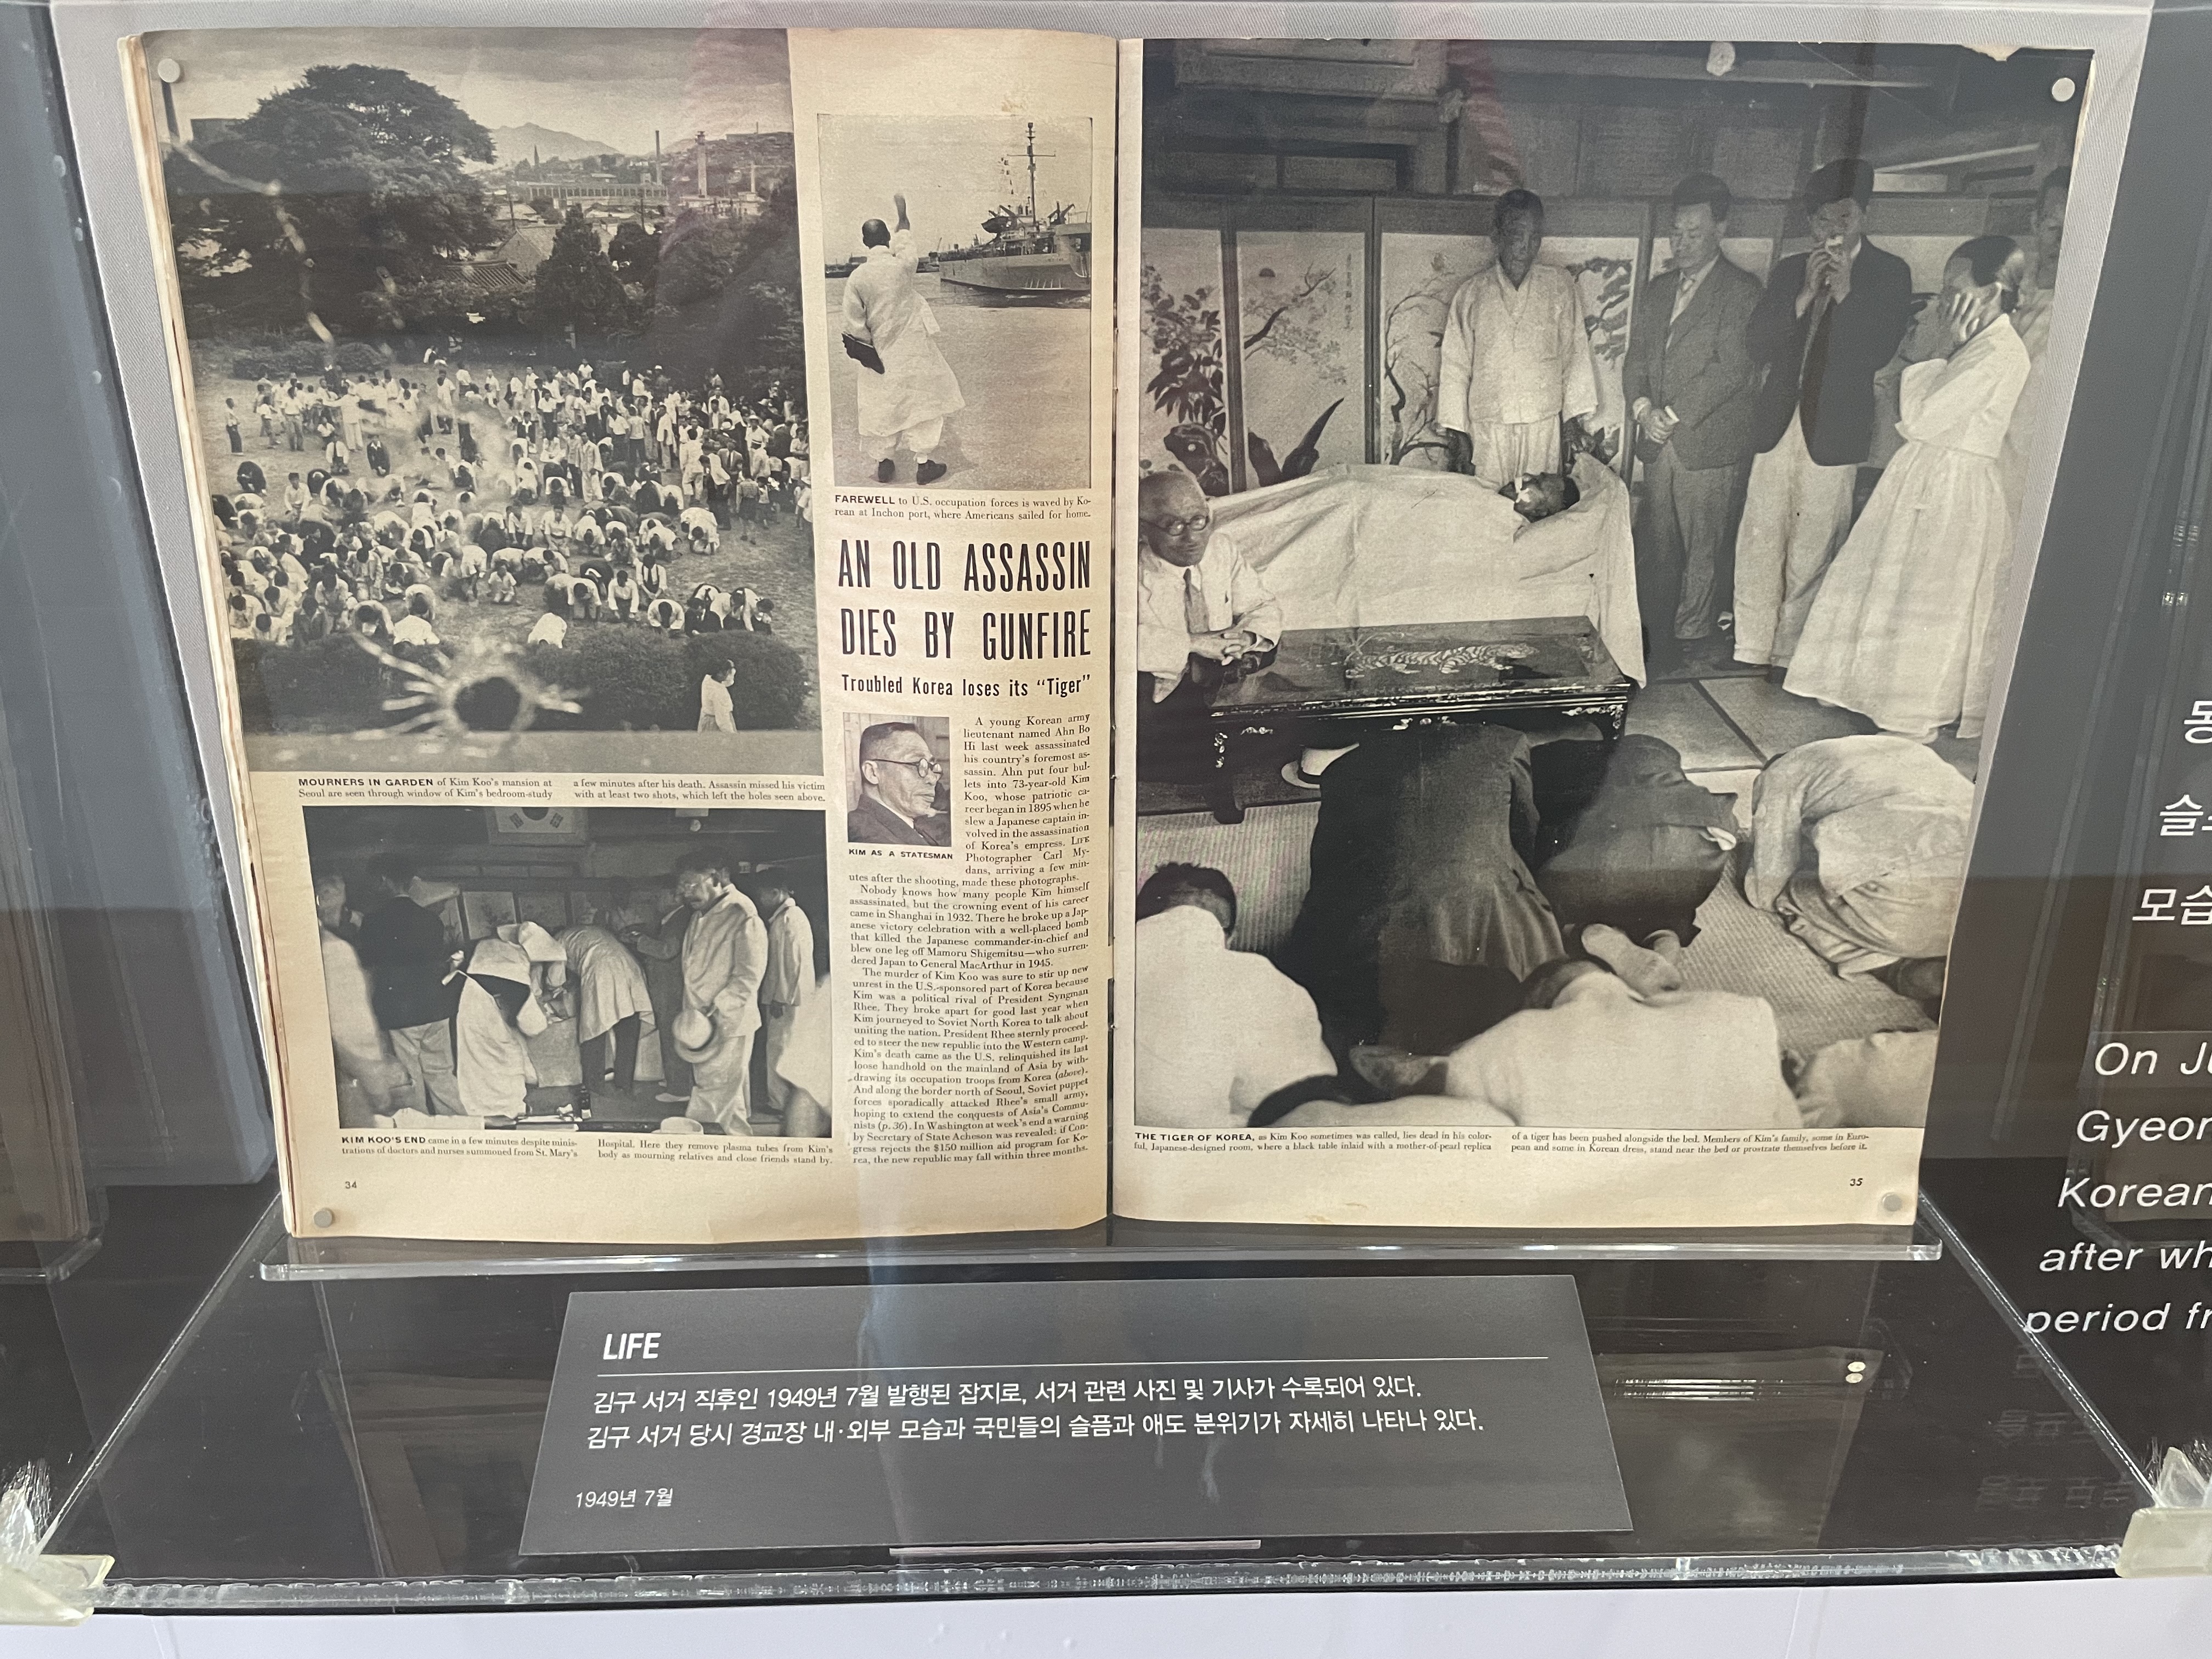 MOURNERS IN GARDEN of Kim Koo's mansion at
Seoul are seen through window of Kim's bedroom-study
a few minutes after his death. Assassin missed his victim
with at least two shots, which left the holes seen above.
KIM KOO'S END came in a few minutes despite minis-
trations of doctors and nurses summoned from St. Mary's
Hospital. Here they remove plasma tubes from Kim's
body as mourning relatives and close friends stand by.
34
FAREWELL to U.S. occupation forces is waved by Ko-
rean at Inchon port, where Americans sailed for home.
AN OLD ASSASSIN
DIES BY GUNFIRE
Troubled Korea loses its “Tiger”
KIM AS A STATESMAN
A young Korean army
lieutenant named Ahn Bo
Hi last week assassinated
his country's foremost as-
sassin. Ahn put four bul-
lets into 73-year-old Kim
Koo, whose patriotic ca-
reer began in 1895 when he
slew a Japanese captain in-
volved in the assassination
of Korea's empress. LIFE
Photographer Carl My-
dans, arriving a few min-
utes after the shooting, made these photographs.
Nobody knows how many people Kim himself
assassinated, but the crowning event of his career
came in Shanghai in 1932. There he broke up a Jap-
anese victory celebration with a well-placed bomb
that killed the Japanese commander-in-chief and
blew one leg off Mamoru Shigemitsu—who surren-
dered Japan to General MacArthur in 1945.
The murder of Kim Koo was sure to stir up new
unrest in the U.S.-sponsored part of Korea because
Kim was a political rival of President Syngman
Rhee. They broke apart for good last year when
Kim journeyed to Soviet North Korea to talk about
uniting the nation. President Rhee sternly proceed-
ed to steer the new republic into the Western camp.
Kim's death came as the U.S. relinquished its last
loose handhold on the mainland of Asia by with-
drawing its occupation troops from Korea (above).
And along the border north of Seoul, Soviet puppet
forces sporadically attacked Rhee's small army,
hoping to extend the conquests of Asia's Commu-
nists (p. 36). In Washington at week's end a warning
by Secretary of State Acheson was revealed: if Con-
gress rejects the $150 million aid program for Ko-
rea, the new republic may fall within three months.
THE TIGER OF KOREA, as Kim Koo sometimes was called, lies dead in his color-
ful, Japanese-designed room, where a black table inlaid with a mother-of-pearl replica
of a tiger has been pushed alongside the bed. Members of Kim's family, some in Euro-
pean and some in Korean dress, stand near the bed or prostrate themselves before it.
35
LIFE
김구 서거 직후인 1949년 7월 발행된 잡지로, 서거 관련 사진 및 기사가 수록되어 있다.
김구 서거 당시 경교장 내·외부 모습과 국민들의 슬픔과 애도 분위기가 자세히 나타나 있다.
1949년 7월
모습
On Ju
Gyeon
Korean
after wh
period fr